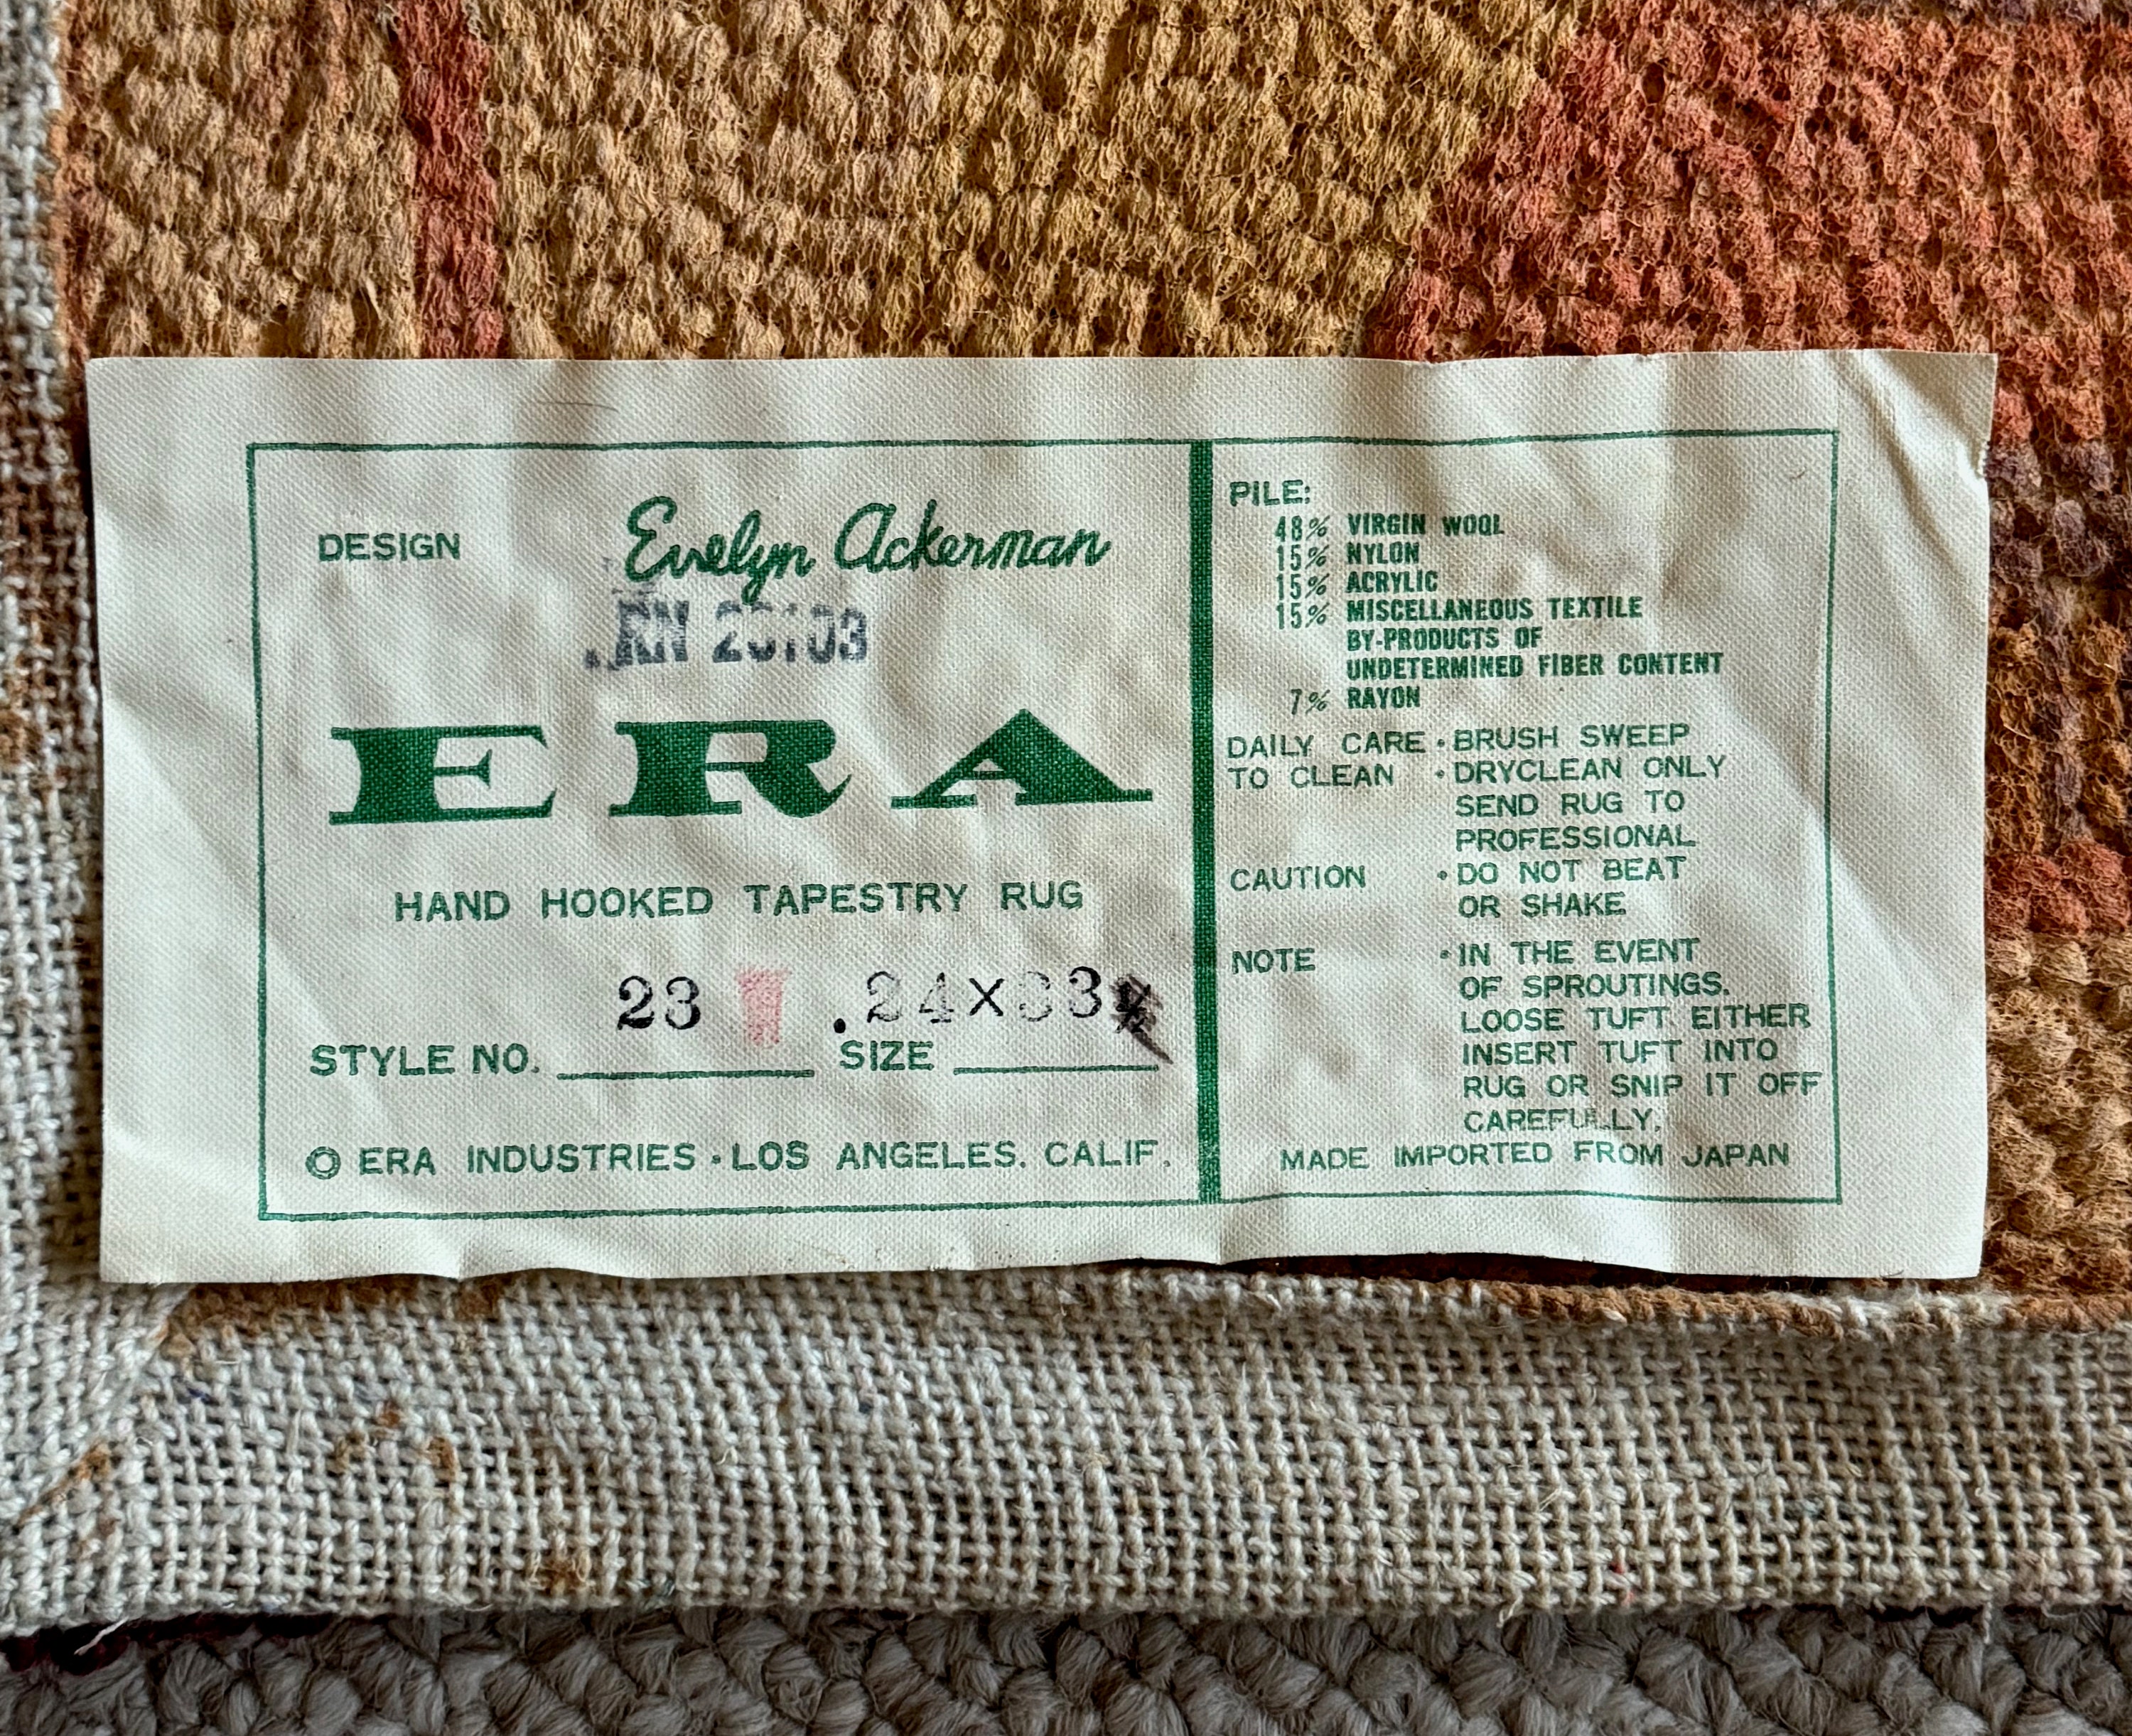 DESIGN Evelyn Ackerman
RN
ERA
HAND HOOKED TAPESTRY RUG
23 24X33
STYLE NO. SIZE
© ERA INDUSTRIES · LOS ANGELES. CALIF.
PILE:
48% VIRGIN WOOL
15% NYLON
15% ACRYLIC
15% MISCELLANEOUS TEXTILE
BY-PRODUCTS OF
UNDETERMINED FIBER CONTENT
7% RAYON
DAILY CARE · BRUSH SWEEP
TO CLEAN · DRYCLEAN ONLY
SEND RUG TO
PROFESSIONAL
CAUTION · DO NOT BEAT
OR SHAKE
NOTE · IN THE EVENT
OF SPROUTINGS.
LOOSE TUFT. EITHER
INSERT TUFT INTO
RUG OR SNIP IT OFF
CAREFULLY.
MADE IMPORTED FROM JAPAN